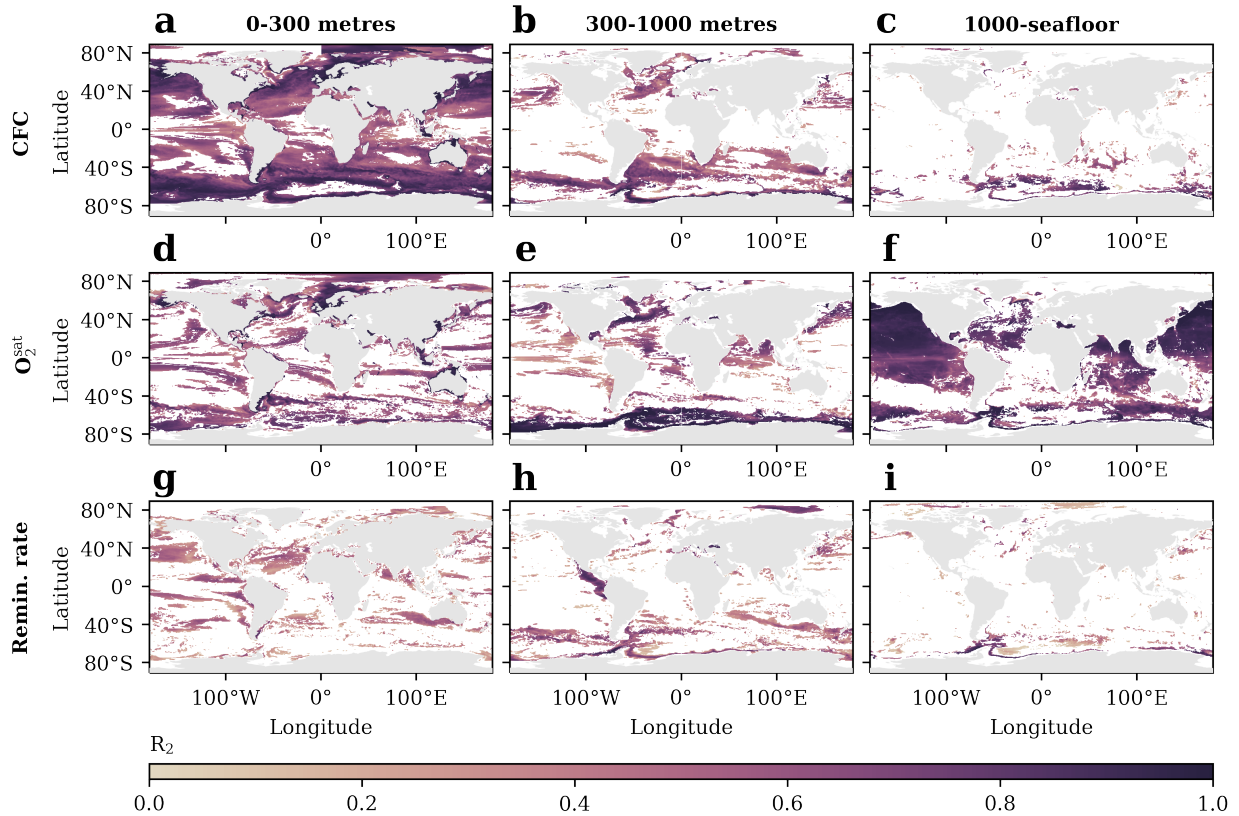 a 0-300 metres
b 300-1000 metres
c 1000-seafloor
CFC
Latitude
80°N
40°N
0°
40°S
80°S
0° 100°E
0° 100°E
0° 100°E
d
e
f
O₂ˢᵃᵗ
Latitude
80°N
40°N
0°
40°S
80°S
0° 100°E
0° 100°E
0° 100°E
g
h
i
Remin. rate
Latitude
80°N
40°N
0°
40°S
80°S
100°W 0° 100°E
100°W 0° 100°E
100°W 0° 100°E
Longitude
Longitude
Longitude
R₂
0.0 0.2 0.4 0.6 0.8 1.0